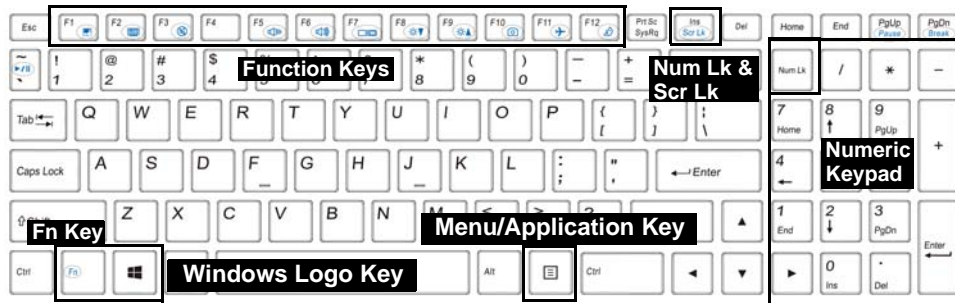 Esc F1 F2 F3 F4 F5 F6 F7 F8 F9 F10 F11 F12 Prt Sc SysRq Ins Scr Lk Del Home End PgUp Pause PgDn Break
~ ` ! 1 @ 2 # 3 $ 4 Function Keys * 8 ( 9 ) 0 — – + = Num Lk & Scr Lk Num Lk / * –
Tab Q W E R T Y U I O P { [ } ] ¦ \ 7 Home 8 9 PgUp +
Caps Lock A S D F G H J K L : ; " ' Enter 4 Numeric Keypad
Fn Key Z X C V B N Menu/Application Key 1 End 2 3 PgDn Enter
Ctrl Fn Windows Logo Key Alt Ctrl 0 Ins . Del